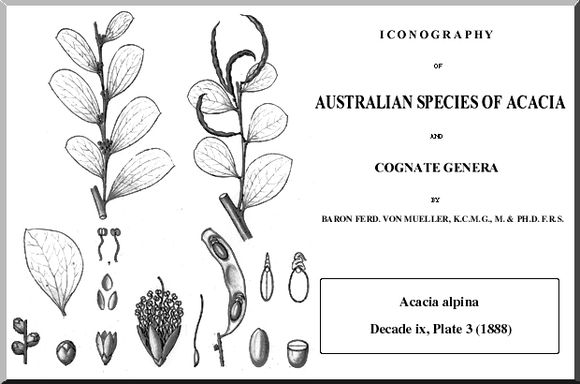 ICONOGRAPHY
OF
AUSTRALIAN SPECIES OF ACACIA
AND
COGNATE GENERA
BY
BARON FERD. VON MUELLER, K.C.M.G., M. & PH.D. F.R.S.
Acacia alpina
Decade ix, Plate 3 (1888)